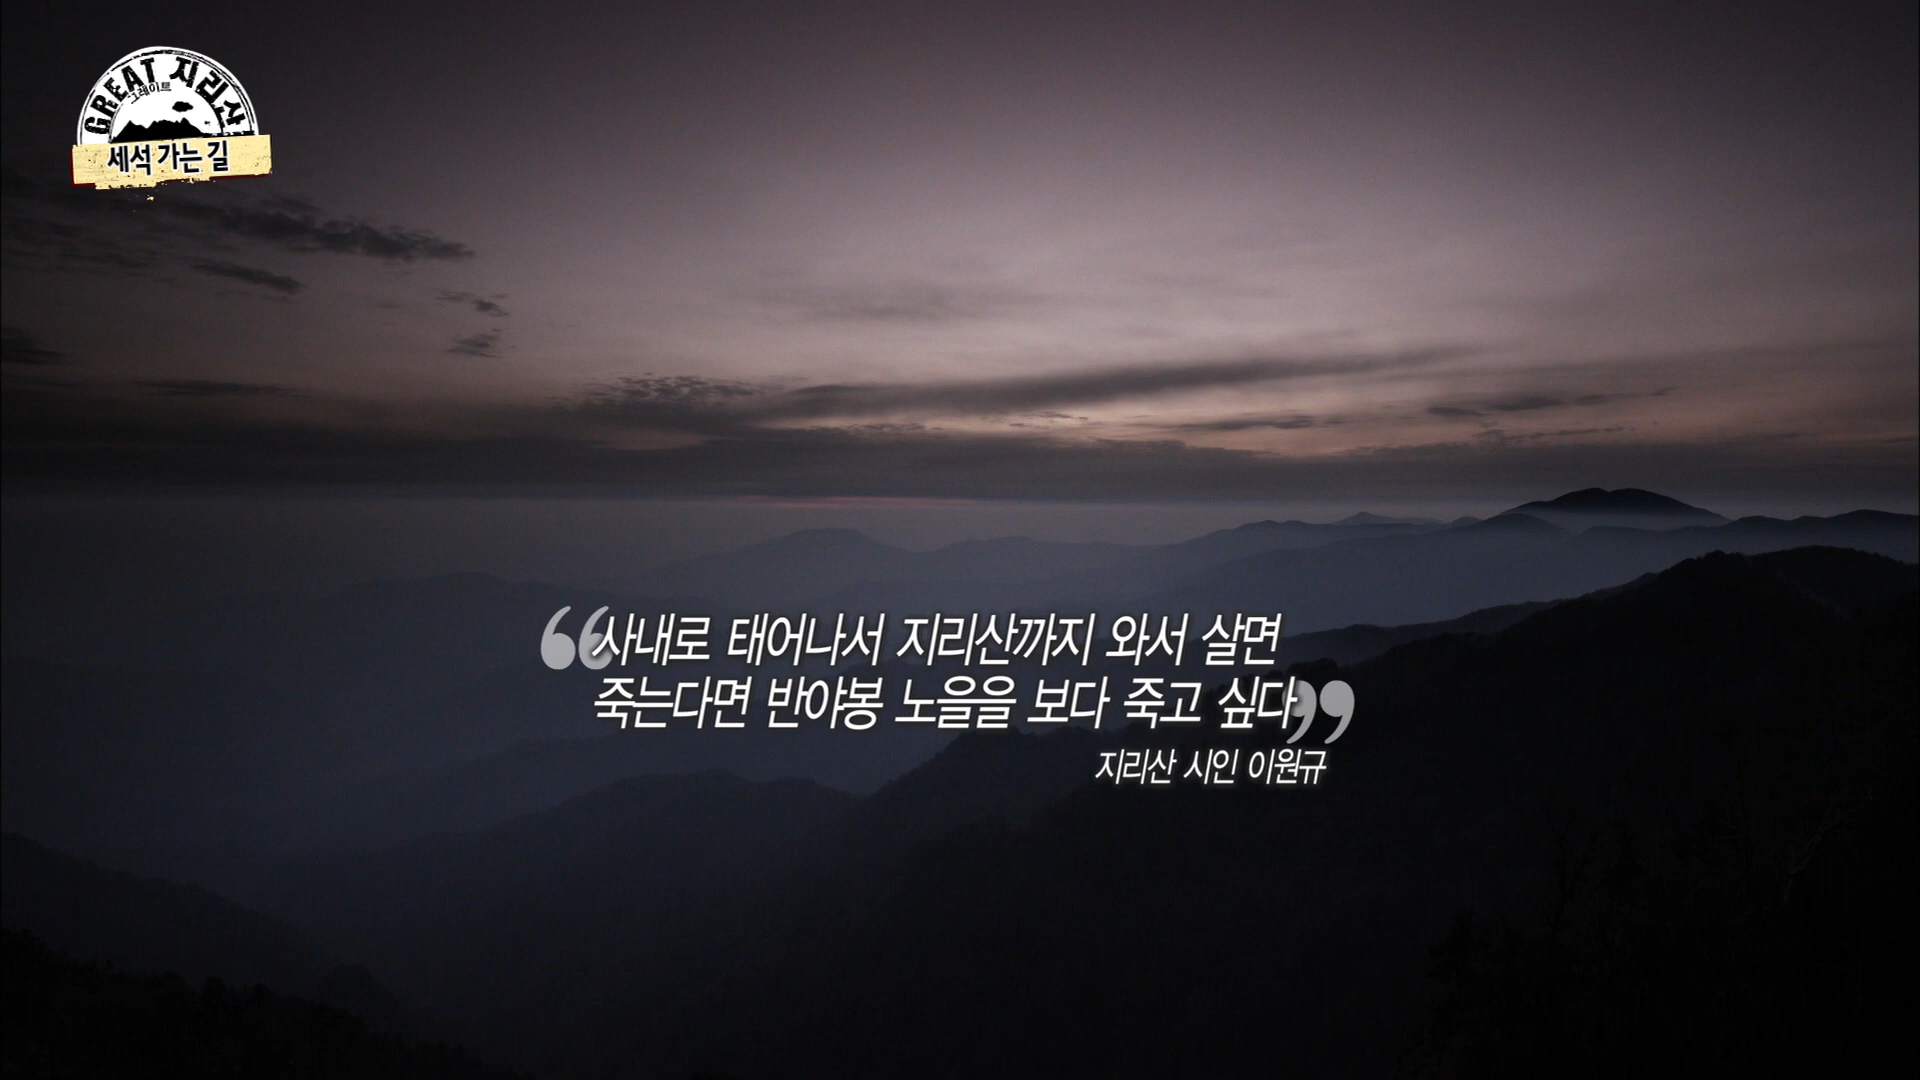 GREAT 지리산
그레이트
세석 가는 길
사내로 태어나서 지리산까지 와서 살면
죽는다면 반야봉 노을을 보다 죽고 싶다
지리산 시인 이원규